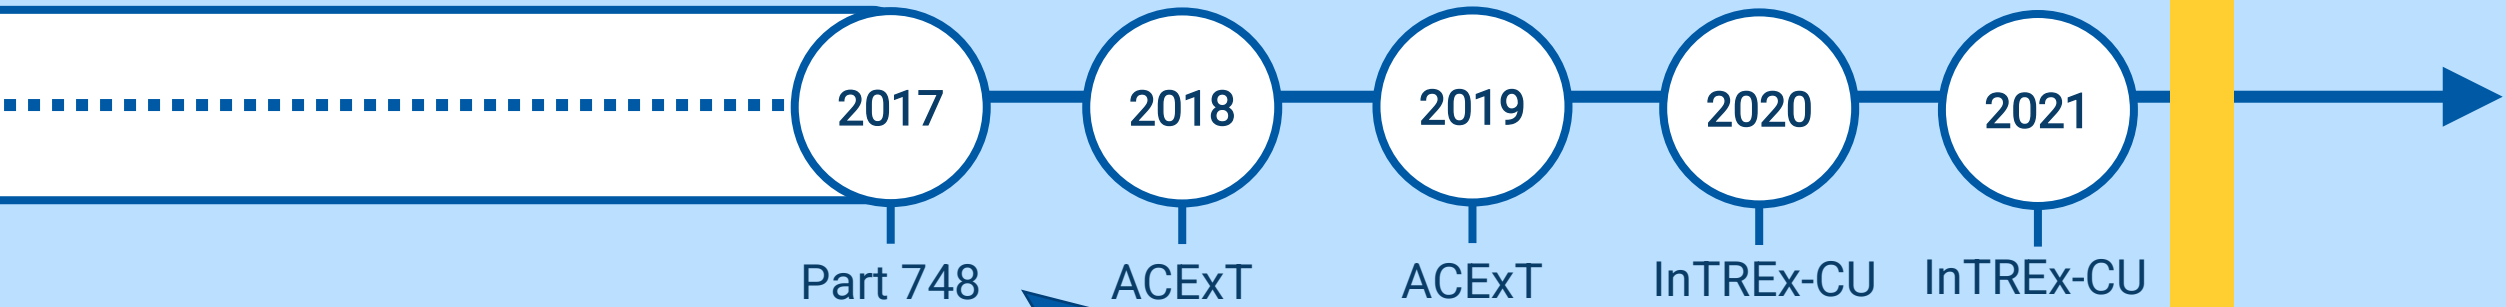 2017 2018 2019 2020 2021
Part 748 ACExT ACExT InTREx-CU InTREx-CU